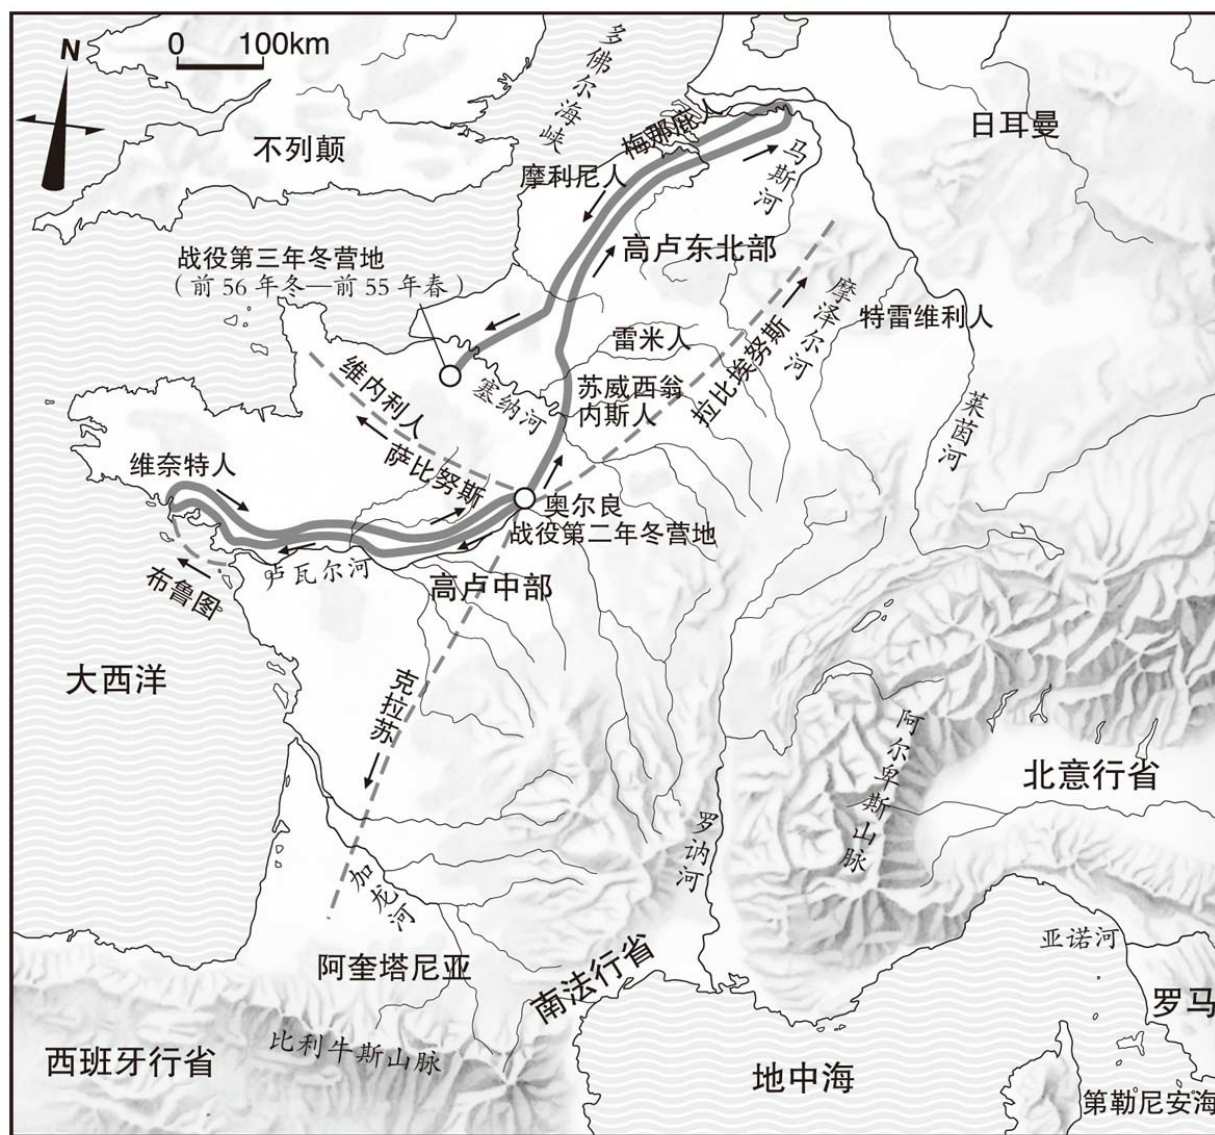 N
0 100km
多佛尔海峡
不列颠
日耳曼
梅那庇人
摩利尼人
马斯河
战役第三年冬营地
（前56年冬—前55年春）
高卢东北部
摩泽尔河
特雷维利人
雷米人
拉比埃努斯
维内利人
塞纳河
苏威西翁
内斯人
莱茵河
维奈特人
萨比努斯
奥尔良
战役第二年冬营地
卢瓦尔河
布鲁图
高卢中部
大西洋
克拉苏
阿尔卑斯山脉
北意行省
罗讷河
加龙河
亚诺河
阿奎塔尼亚
南法行省
罗马
比利牛斯山脉
西班牙行省
地中海
第勒尼安海